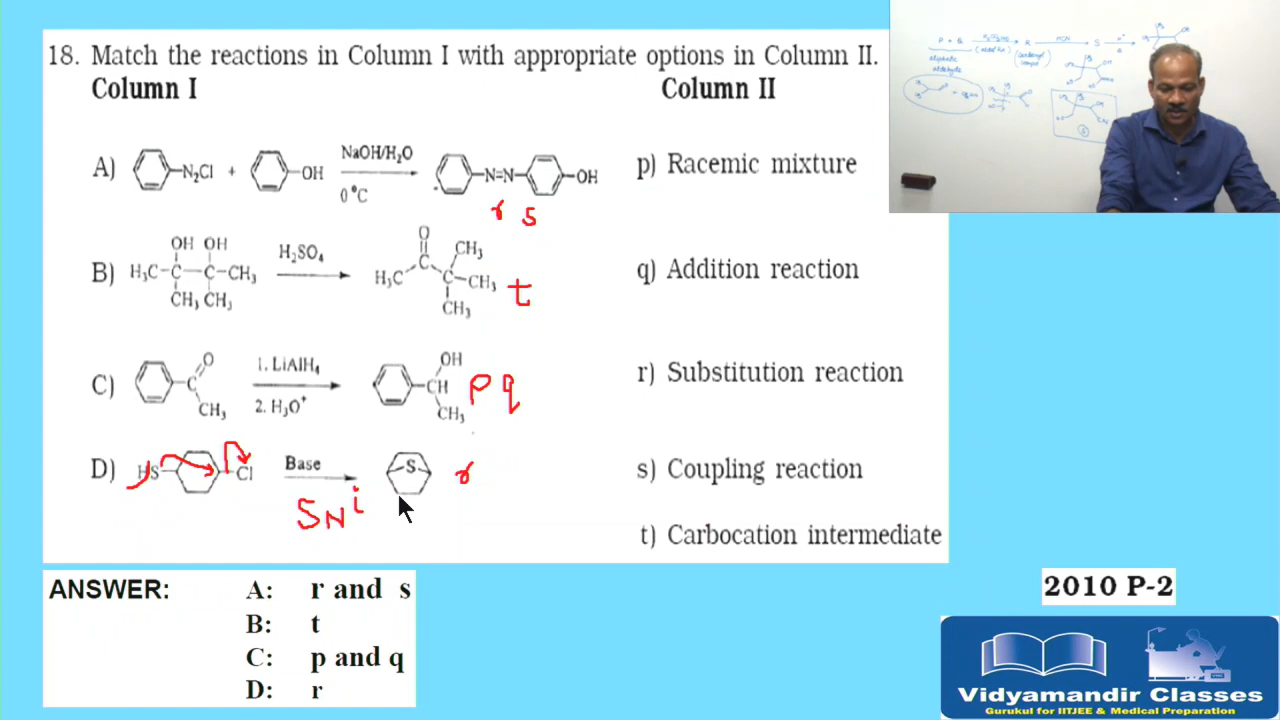 18. Match the reactions in Column I with appropriate options in Column II.
Column I
Column II
A) N₂Cl + OH NaOH/H₂O 0°C N=N OH
r s
p) Racemic mixture
B) OH OH
H₃C-C-C-CH₃
CH₃ CH₃
H₂SO₄
O
H₃C C CH₃
C-CH₃
CH₃
t
q) Addition reaction
C) O
C
CH₃
1. LiAlH₄
2. H₃O⁺
OH
CH
CH₃
p q
r) Substitution reaction
D) HS Cl Base S r
SNi
s) Coupling reaction
t) Carbocation intermediate
ANSWER: A: r and s
B: t
C: p and q
D: r
2010 P-2
Vidyamandir Classes
Gurukul for IITJEE & Medical Preparation